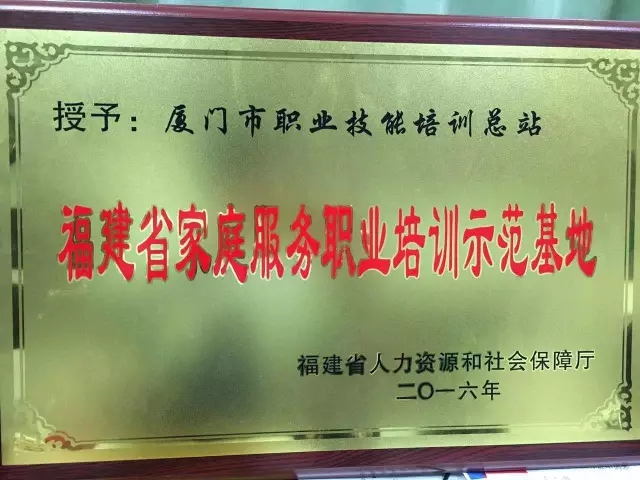 授予：厦门市职业技能培训总站
福建省家庭服务职业培训示范基地
福建省人力资源和社会保障厅
二〇一六年